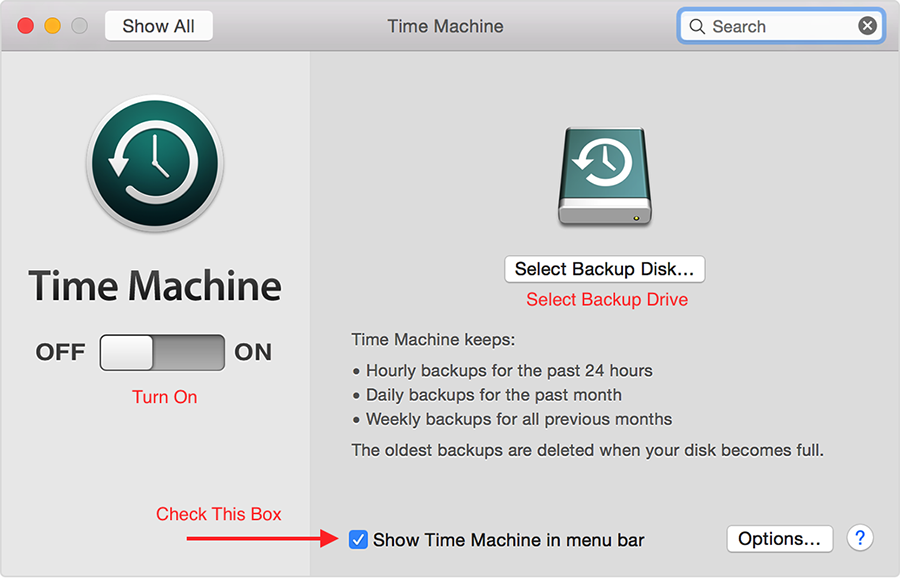 Show All
Time Machine
Search
Time Machine
OFF
ON
Turn On
Select Backup Disk...
Select Backup Drive
Time Machine keeps:
• Hourly backups for the past 24 hours
• Daily backups for the past month
• Weekly backups for all previous months
The oldest backups are deleted when your disk becomes full.
Check This Box
Show Time Machine in menu bar
Options...
?